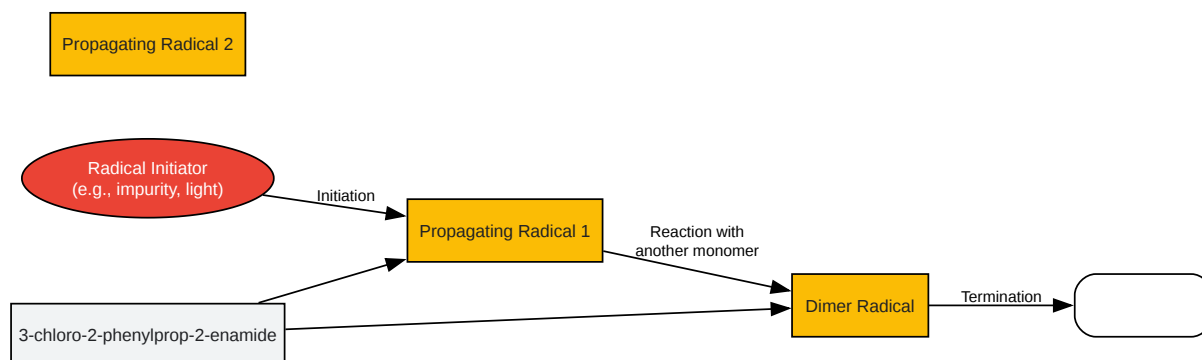 Propagating Radical 2
Radical Initiator
(e.g., impurity, light)
Initiation
Propagating Radical 1
Reaction with
another monomer
3-chloro-2-phenylprop-2-enamide
Dimer Radical
Termination